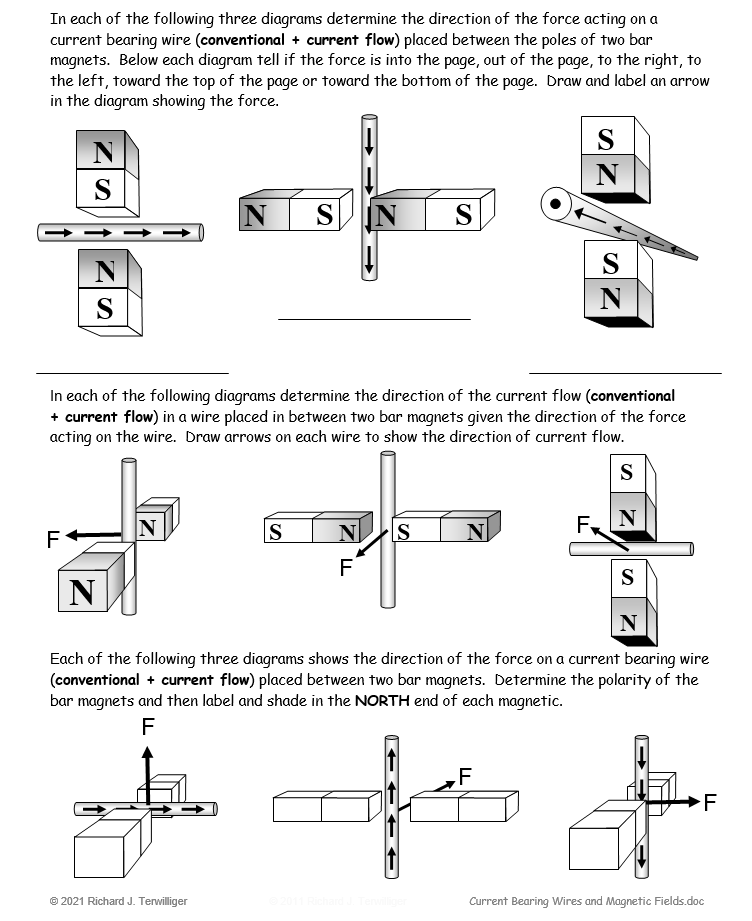 In each of the following three diagrams determine the direction of the force acting on a
current bearing wire (conventional + current flow) placed between the poles of two bar
magnets. Below each diagram tell if the force is into the page, out of the page, to the right, to
the left, toward the top of the page or toward the bottom of the page. Draw and label an arrow
in the diagram showing the force.
N
S
N
S
N S N S
S
N
S
N
In each of the following diagrams determine the direction of the current flow (conventional
+ current flow) in a wire placed in between two bar magnets given the direction of the force
acting on the wire. Draw arrows on each wire to show the direction of current flow.
F
N
N
S N S N
F
S
F N
S
N
Each of the following three diagrams shows the direction of the force on a current bearing wire
(conventional + current flow) placed between two bar magnets. Determine the polarity of the
bar magnets and then label and shade in the NORTH end of each magnetic.
F
F
F
© 2021 Richard J. Terwilliger
Current Bearing Wires and Magnetic Fields.doc